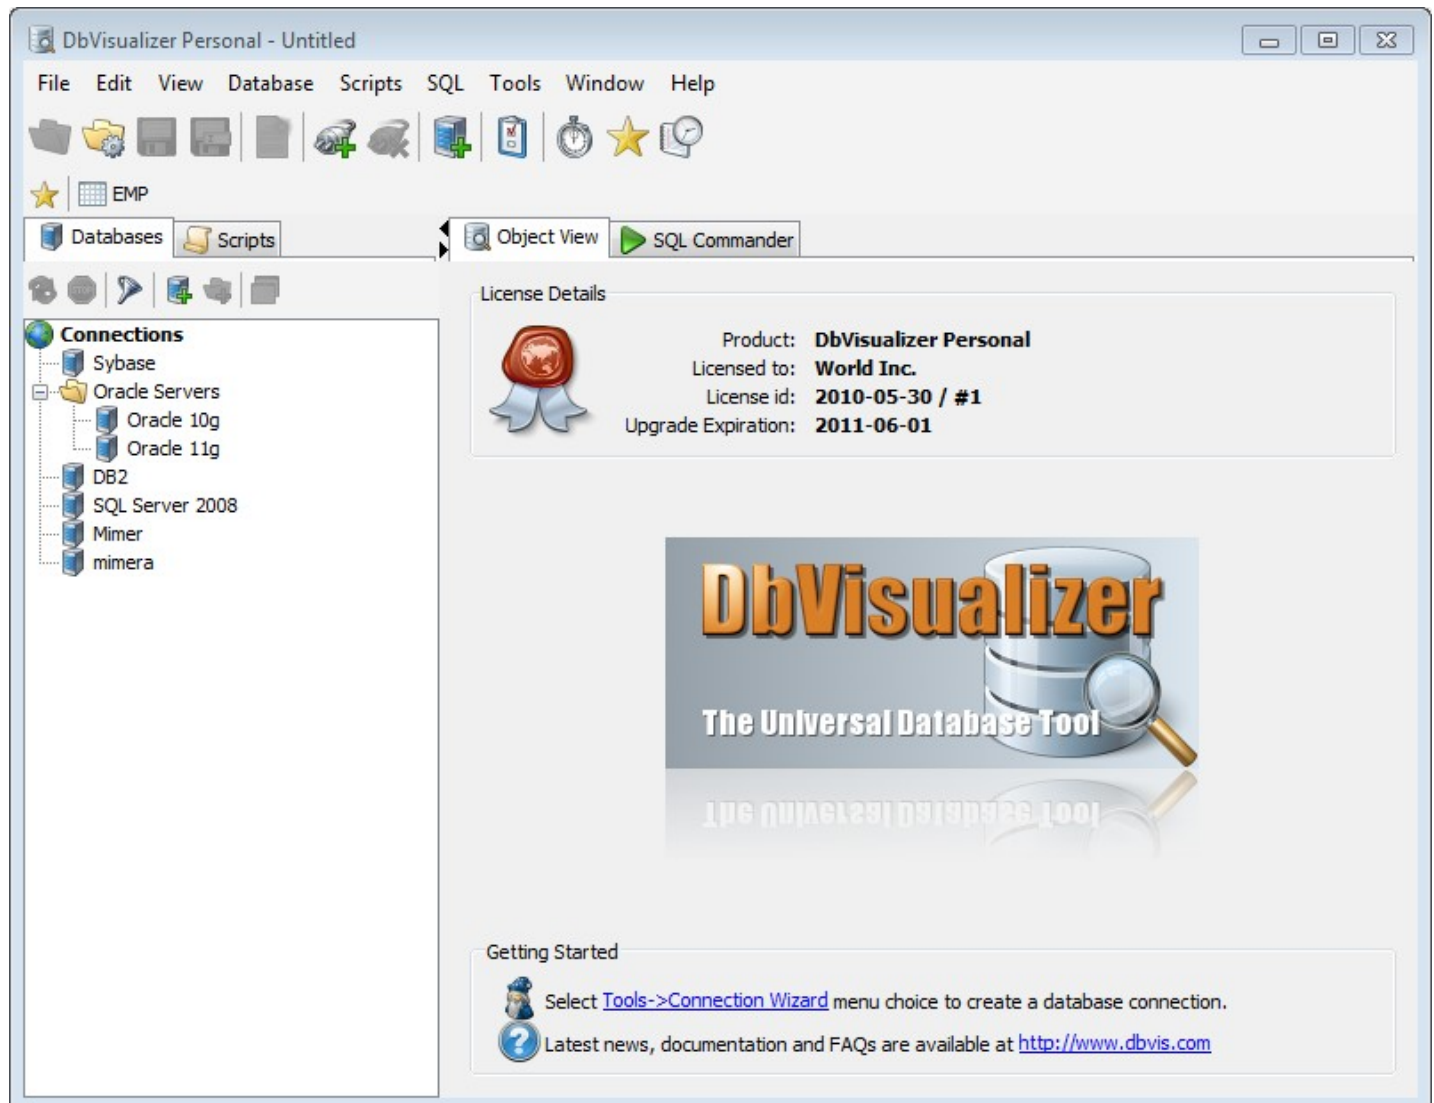 DbVisualizer Personal - Untitled
File Edit View Database Scripts SQL Tools Window Help
EMP
Databases Scripts Object View SQL Commander
License Details
Connections
Sybase
Oracle Servers
Oracle 10g
Oracle 11g
DB2
SQL Server 2008
Mimer
mimera
Product: DbVisualizer Personal
Licensed to: World Inc.
License id: 2010-05-30 / #1
Upgrade Expiration: 2011-06-01
DbVisualizer
The Universal Database Tool
Getting Started
Select Tools->Connection Wizard menu choice to create a database connection.
Latest news, documentation and FAQs are available at http://www.dbvis.com